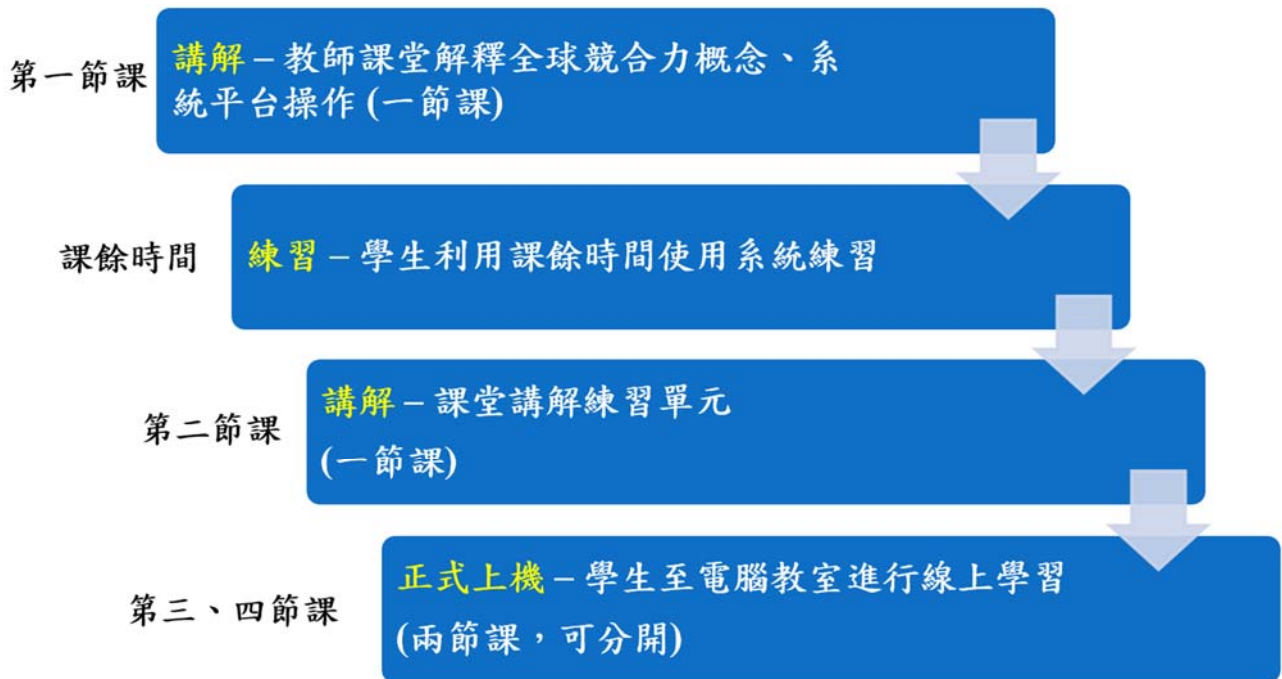 第一節課
講解 – 教師課堂解釋全球競合力概念、系
統平台操作 (一節課)
課餘時間
練習 – 學生利用課餘時間使用系統練習
第二節課
講解 – 課堂講解練習單元
(一節課)
第三、四節課
正式上機 – 學生至電腦教室進行線上學習
(兩節課，可分開)